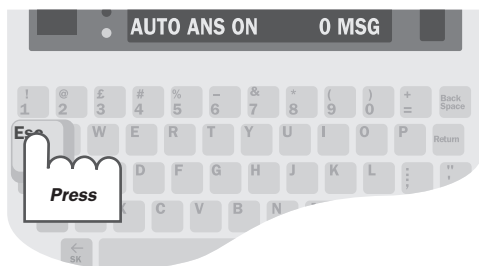 AUTO ANS ON 0 MSG
! @ £ # % – & * ( ) + Back
1 2 3 4 5 6 7 8 9 0 = Space
Esc W E R T Y U I O P Return
D F G H J K L : "
; '
Press
C V B N
←
SK